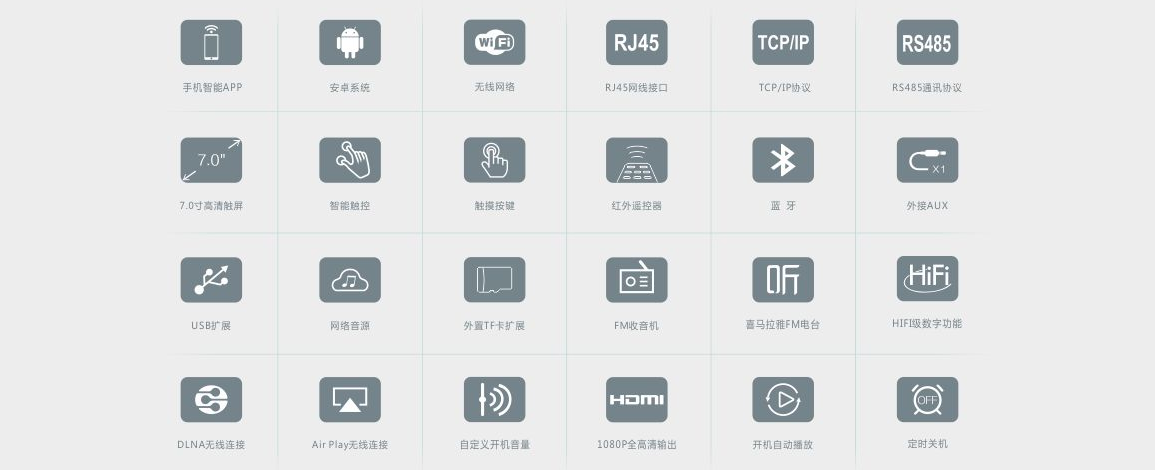 WiFi
RJ45
TCP/IP
RS485
手机智能APP
安卓系统
无线网络
RJ45网线接口
TCP/IP协议
RS485通讯协议
7.0"
X1
7.0寸高清触屏
智能触控
触摸按键
红外遥控器
蓝 牙
外接AUX
听
HiFi
USB扩展
网络音源
外置TF卡扩展
FM收音机
喜马拉雅FM电台
HIFI级数字功能
HDMI
OFF
DLNA无线连接
Air Play无线连接
自定义开机音量
1080P全高清输出
开机自动播放
定时关机